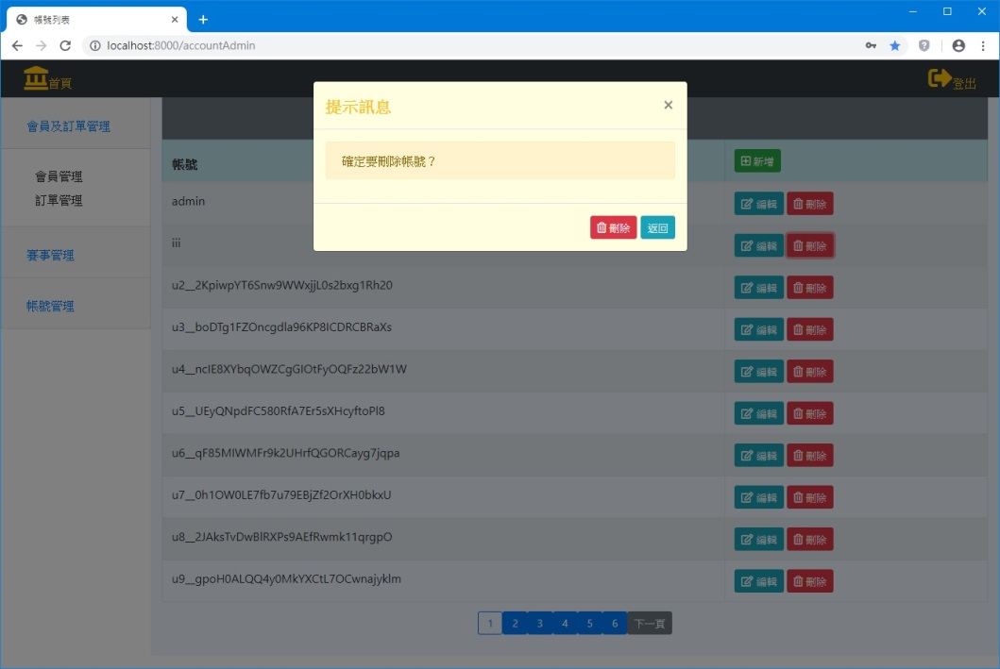 帳號列表
localhost:8000/accountAdmin
首頁
登出
提示訊息
確定要刪除帳號？
刪除 返回
會員及訂單管理
會員管理
訂單管理
賽事管理
帳號管理
帳號 新增
admin 編輯 刪除
iii 編輯 刪除
u2__2KpiwpYT6Snw9WWxjjL0s2bxg1Rh20 編輯 刪除
u3__boDTg1FZOncgdla96KP8ICDRCBRaXs 編輯 刪除
u4__ncIE8XYbqOWZCgGIOtFyOQFz22bW1W 編輯 刪除
u5__UEyQNpdFC580RfA7Er5sXHcyftoPl8 編輯 刪除
u6__qF85MIWMFr9k2UHrfQGORCayg7jqpa 編輯 刪除
u7__0h1OW0LE7fb7u79EBjZf2OrXH0bkxU 編輯 刪除
u8__2JAksTvDwBlRXPs9AEfRwmk11qrgpO 編輯 刪除
u9__gpoH0ALQQ4y0MkYXCtL7OCwnajyklm 編輯 刪除
1 2 3 4 5 6 下一頁